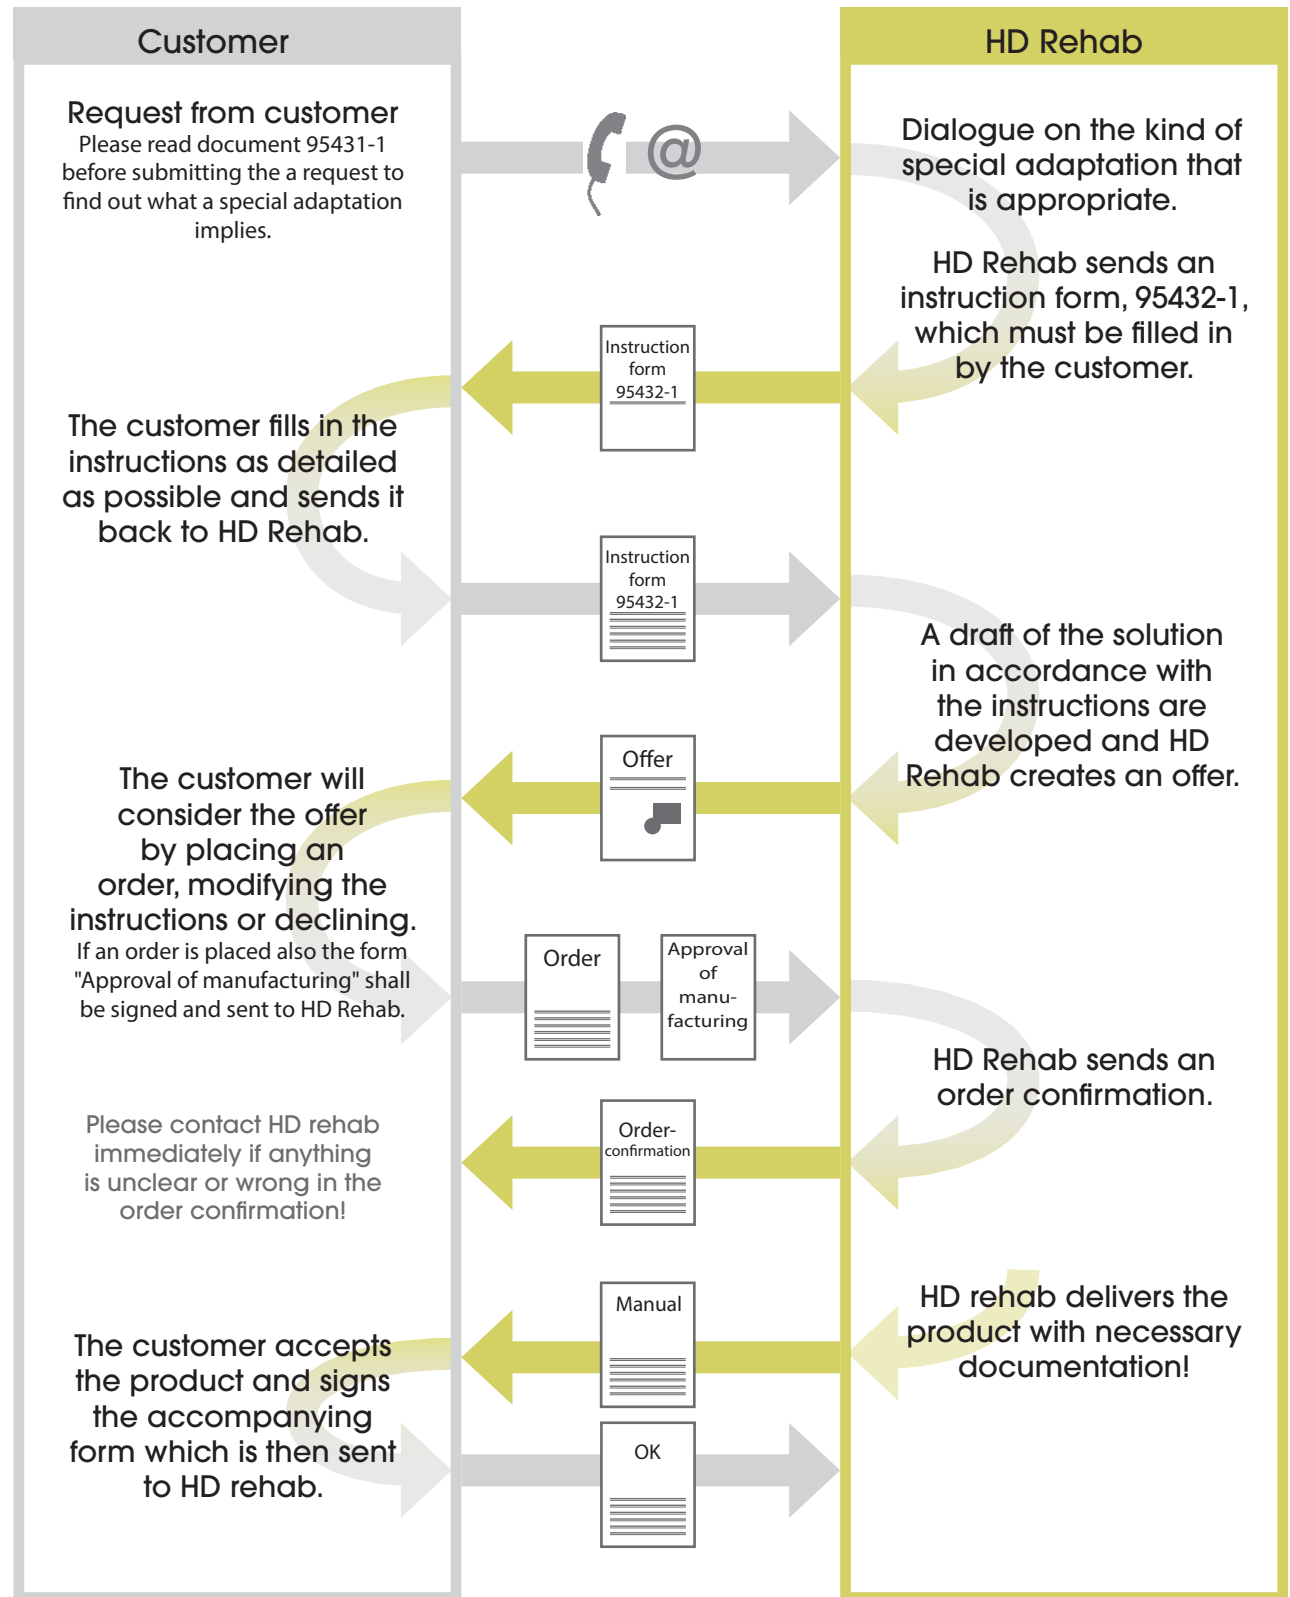 Customer
HD Rehab
Request from customer
Please read document 95431-1
before submitting the a request to
find out what a special adaptation
implies.
@
Dialogue on the kind of
special adaptation that
is appropriate.
HD Rehab sends an
instruction form, 95432-1,
which must be filled in
by the customer.
Instruction
form
95432-1
The customer fills in the
instructions as detailed
as possible and sends it
back to HD Rehab.
Instruction
form
95432-1
A draft of the solution
in accordance with
the instructions are
developed and HD
Rehab creates an offer.
Offer
The customer will
consider the offer
by placing an
order, modifying the
instructions or declining.
If an order is placed also the form
"Approval of manufacturing" shall
be signed and sent to HD Rehab.
Order
Approval
of
manu-
facturing
HD Rehab sends an
order confirmation.
Order-
confirmation
Please contact HD rehab
immediately if anything
is unclear or wrong in the
order confirmation!
HD rehab delivers the
product with necessary
documentation!
Manual
The customer accepts
the product and signs
the accompanying
form which is then sent
to HD rehab.
OK